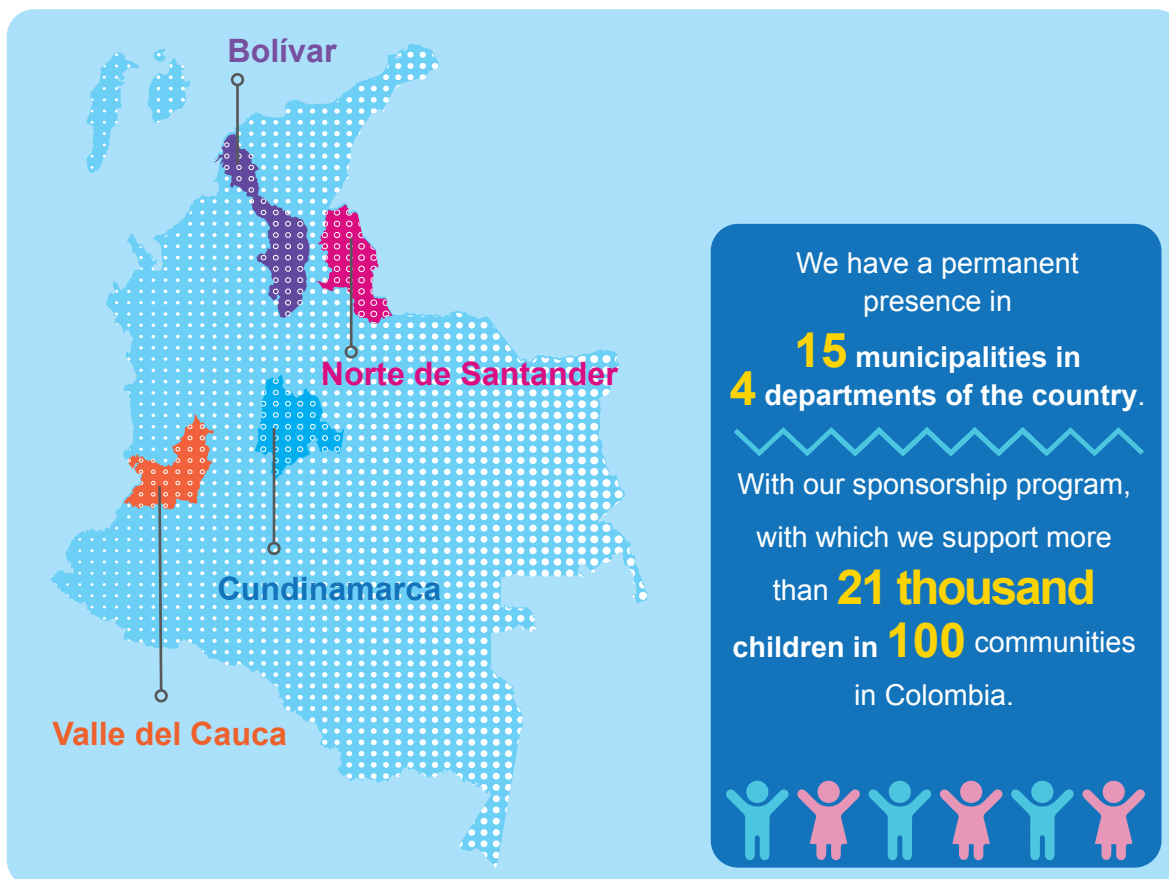 Bolívar
Norte de Santander
Cundinamarca
Valle del Cauca
We have a permanent
presence in
15 municipalities in
4 departments of the country.
With our sponsorship program,
with which we support more
than 21 thousand
children in 100 communities
in Colombia.